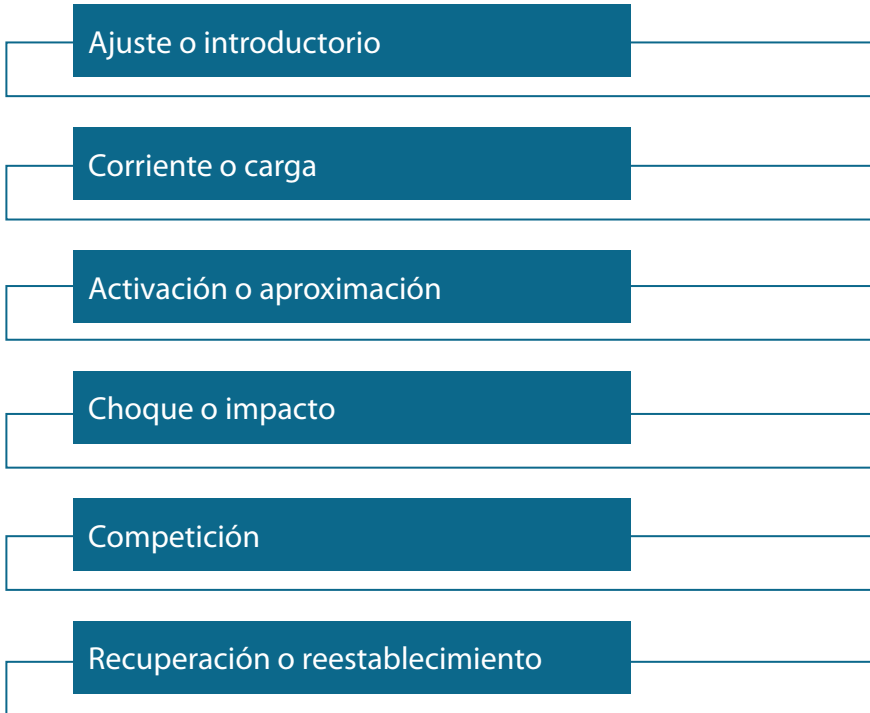 Ajuste o introductorio
Corriente o carga
Activación o aproximación
Choque o impacto
Competición
Recuperación o reestablecimiento